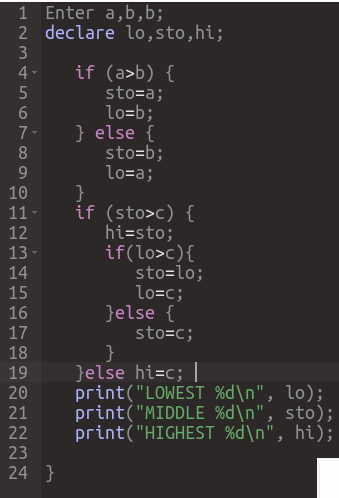 1 Enter a,b,b;
2 declare lo,sto,hi;
3
4 if (a>b) {
5 sto=a;
6 lo=b;
7 } else {
8 sto=b;
9 lo=a;
10 }
11 if (sto>c) {
12 hi=sto;
13 if(lo>c){
14 sto=lo;
15 lo=c;
16 }else {
17 sto=c;
18 }
19 }else hi=c;
20 print("LOWEST %d\n", lo);
21 print("MIDDLE %d\n", sto);
22 print("HIGHEST %d\n", hi);
23
24 }